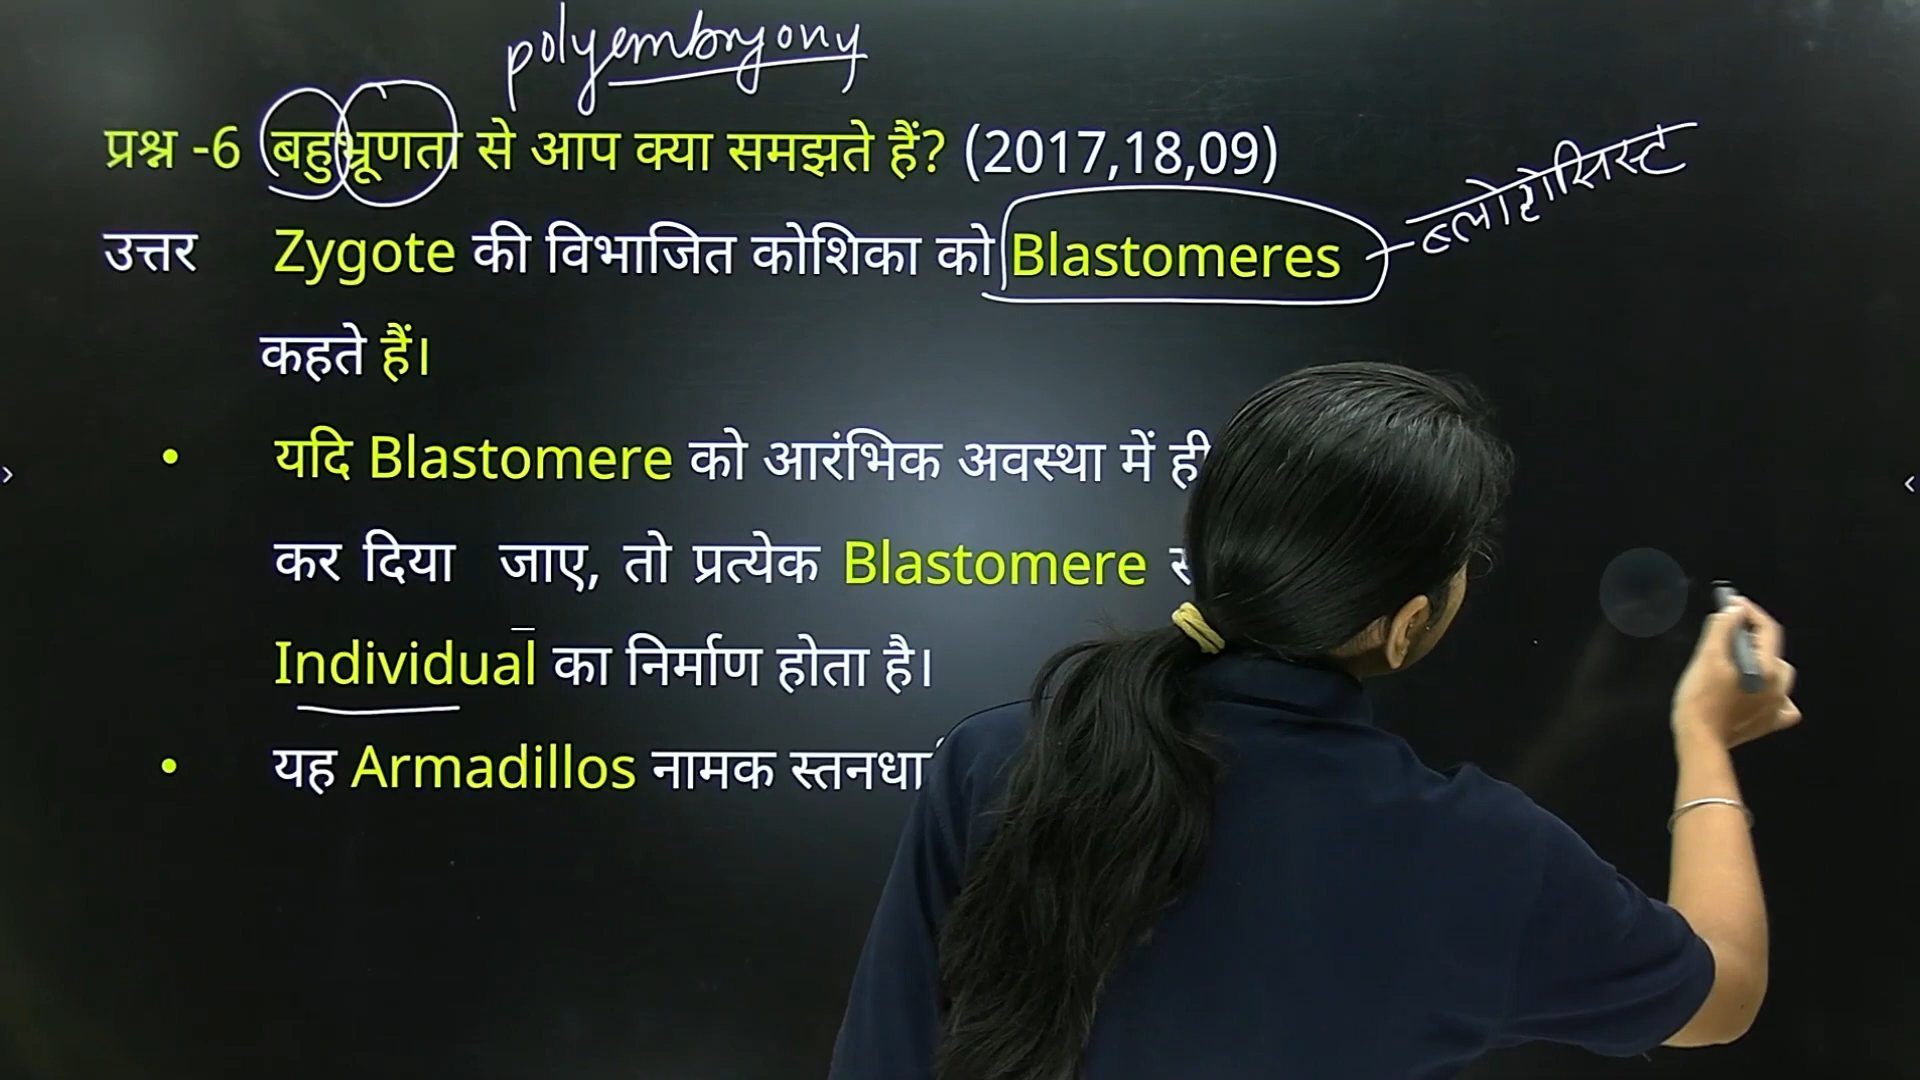 polyembryony
प्रश्न -6 बहुभ्रूणता से आप क्या समझते हैं? (2017,18,09)
उत्तर Zygote की विभाजित कोशिका को Blastomeres
कहते हैं।
• यदि Blastomere को आरंभिक अवस्था में ही
कर दिया जाए, तो प्रत्येक Blastomere
Individual का निर्माण होता है।
• यह Armadillos नामक